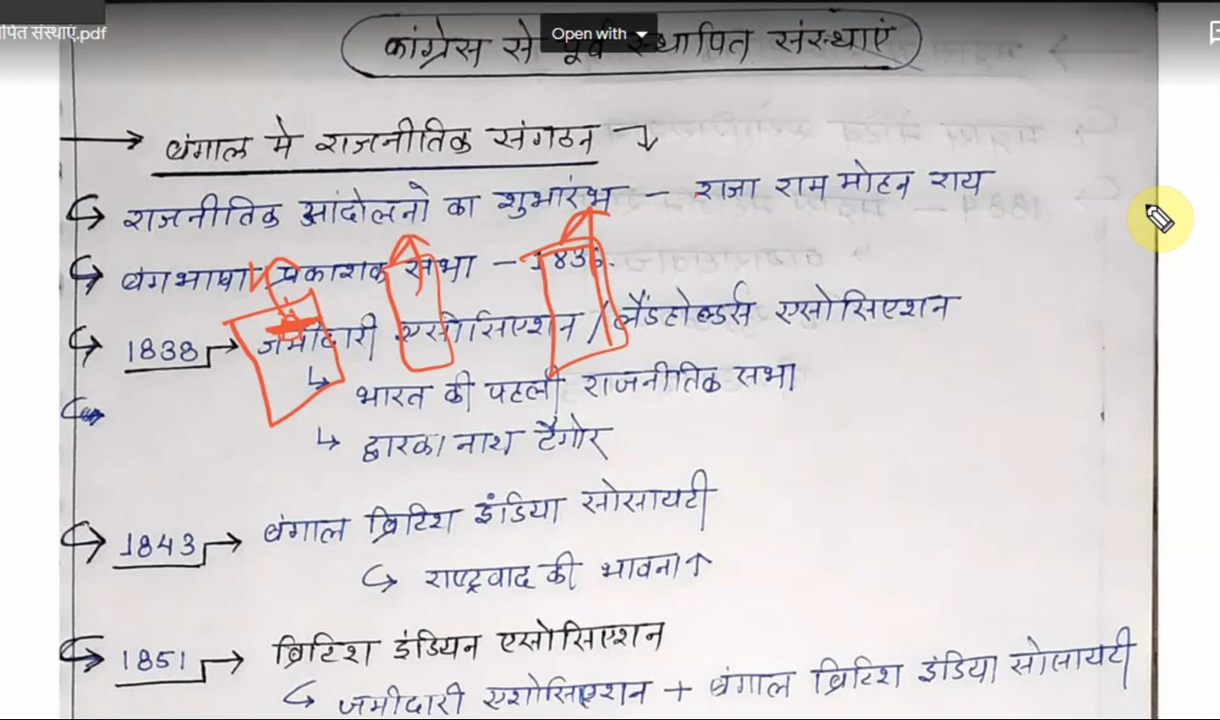 पित संस्थाएं.pdf
Open with
कांग्रेस से पूर्व स्थापित संस्थाएं
बंगाल मे राजनीतिक संगठन
राजनीतिक आंदोलनो का शुभारंभ - राजा राम मोहन राय
बंगभाषा प्रकाशक सभा - 1836.
1838 → जमींदारी एसोसिएशन / लैंडहोल्डर्स एसोसिएशन
भारत की पहली राजनीतिक सभा
द्वारका नाथ टैगोर
1843 → बंगाल ब्रिटिश इंडिया सोसायटी
राष्ट्रवाद की भावना ↑
1851 → ब्रिटिश इंडियन एसोसिएशन
जमीदारी एशोसिएशन + बंगाल ब्रिटिश इंडिया सोसायटी